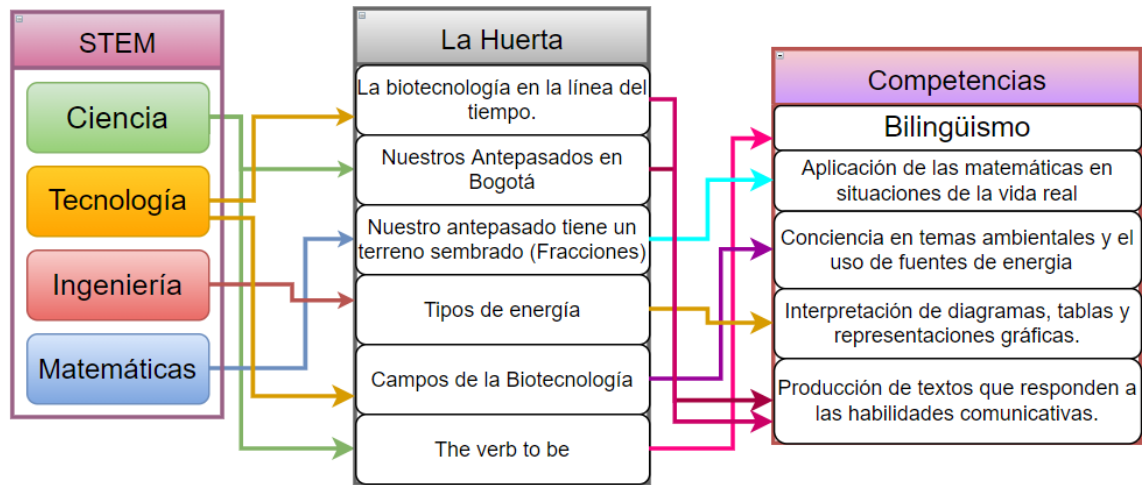 STEM
Ciencia
Tecnología
Ingeniería
Matemáticas
La Huerta
La biotecnología en la línea del
tiempo.
Nuestros Antepasados en
Bogotá
Nuestro antepasado tiene un
terreno sembrado (Fracciones)
Tipos de energía
Campos de la Biotecnología
The verb to be
Competencias
Bilingüismo
Aplicación de las matemáticas en
situaciones de la vida real
Conciencia en temas ambientales y el
uso de fuentes de energia
Interpretación de diagramas, tablas y
representaciones gráficas.
Producción de textos que responden a
las habilidades comunicativas.